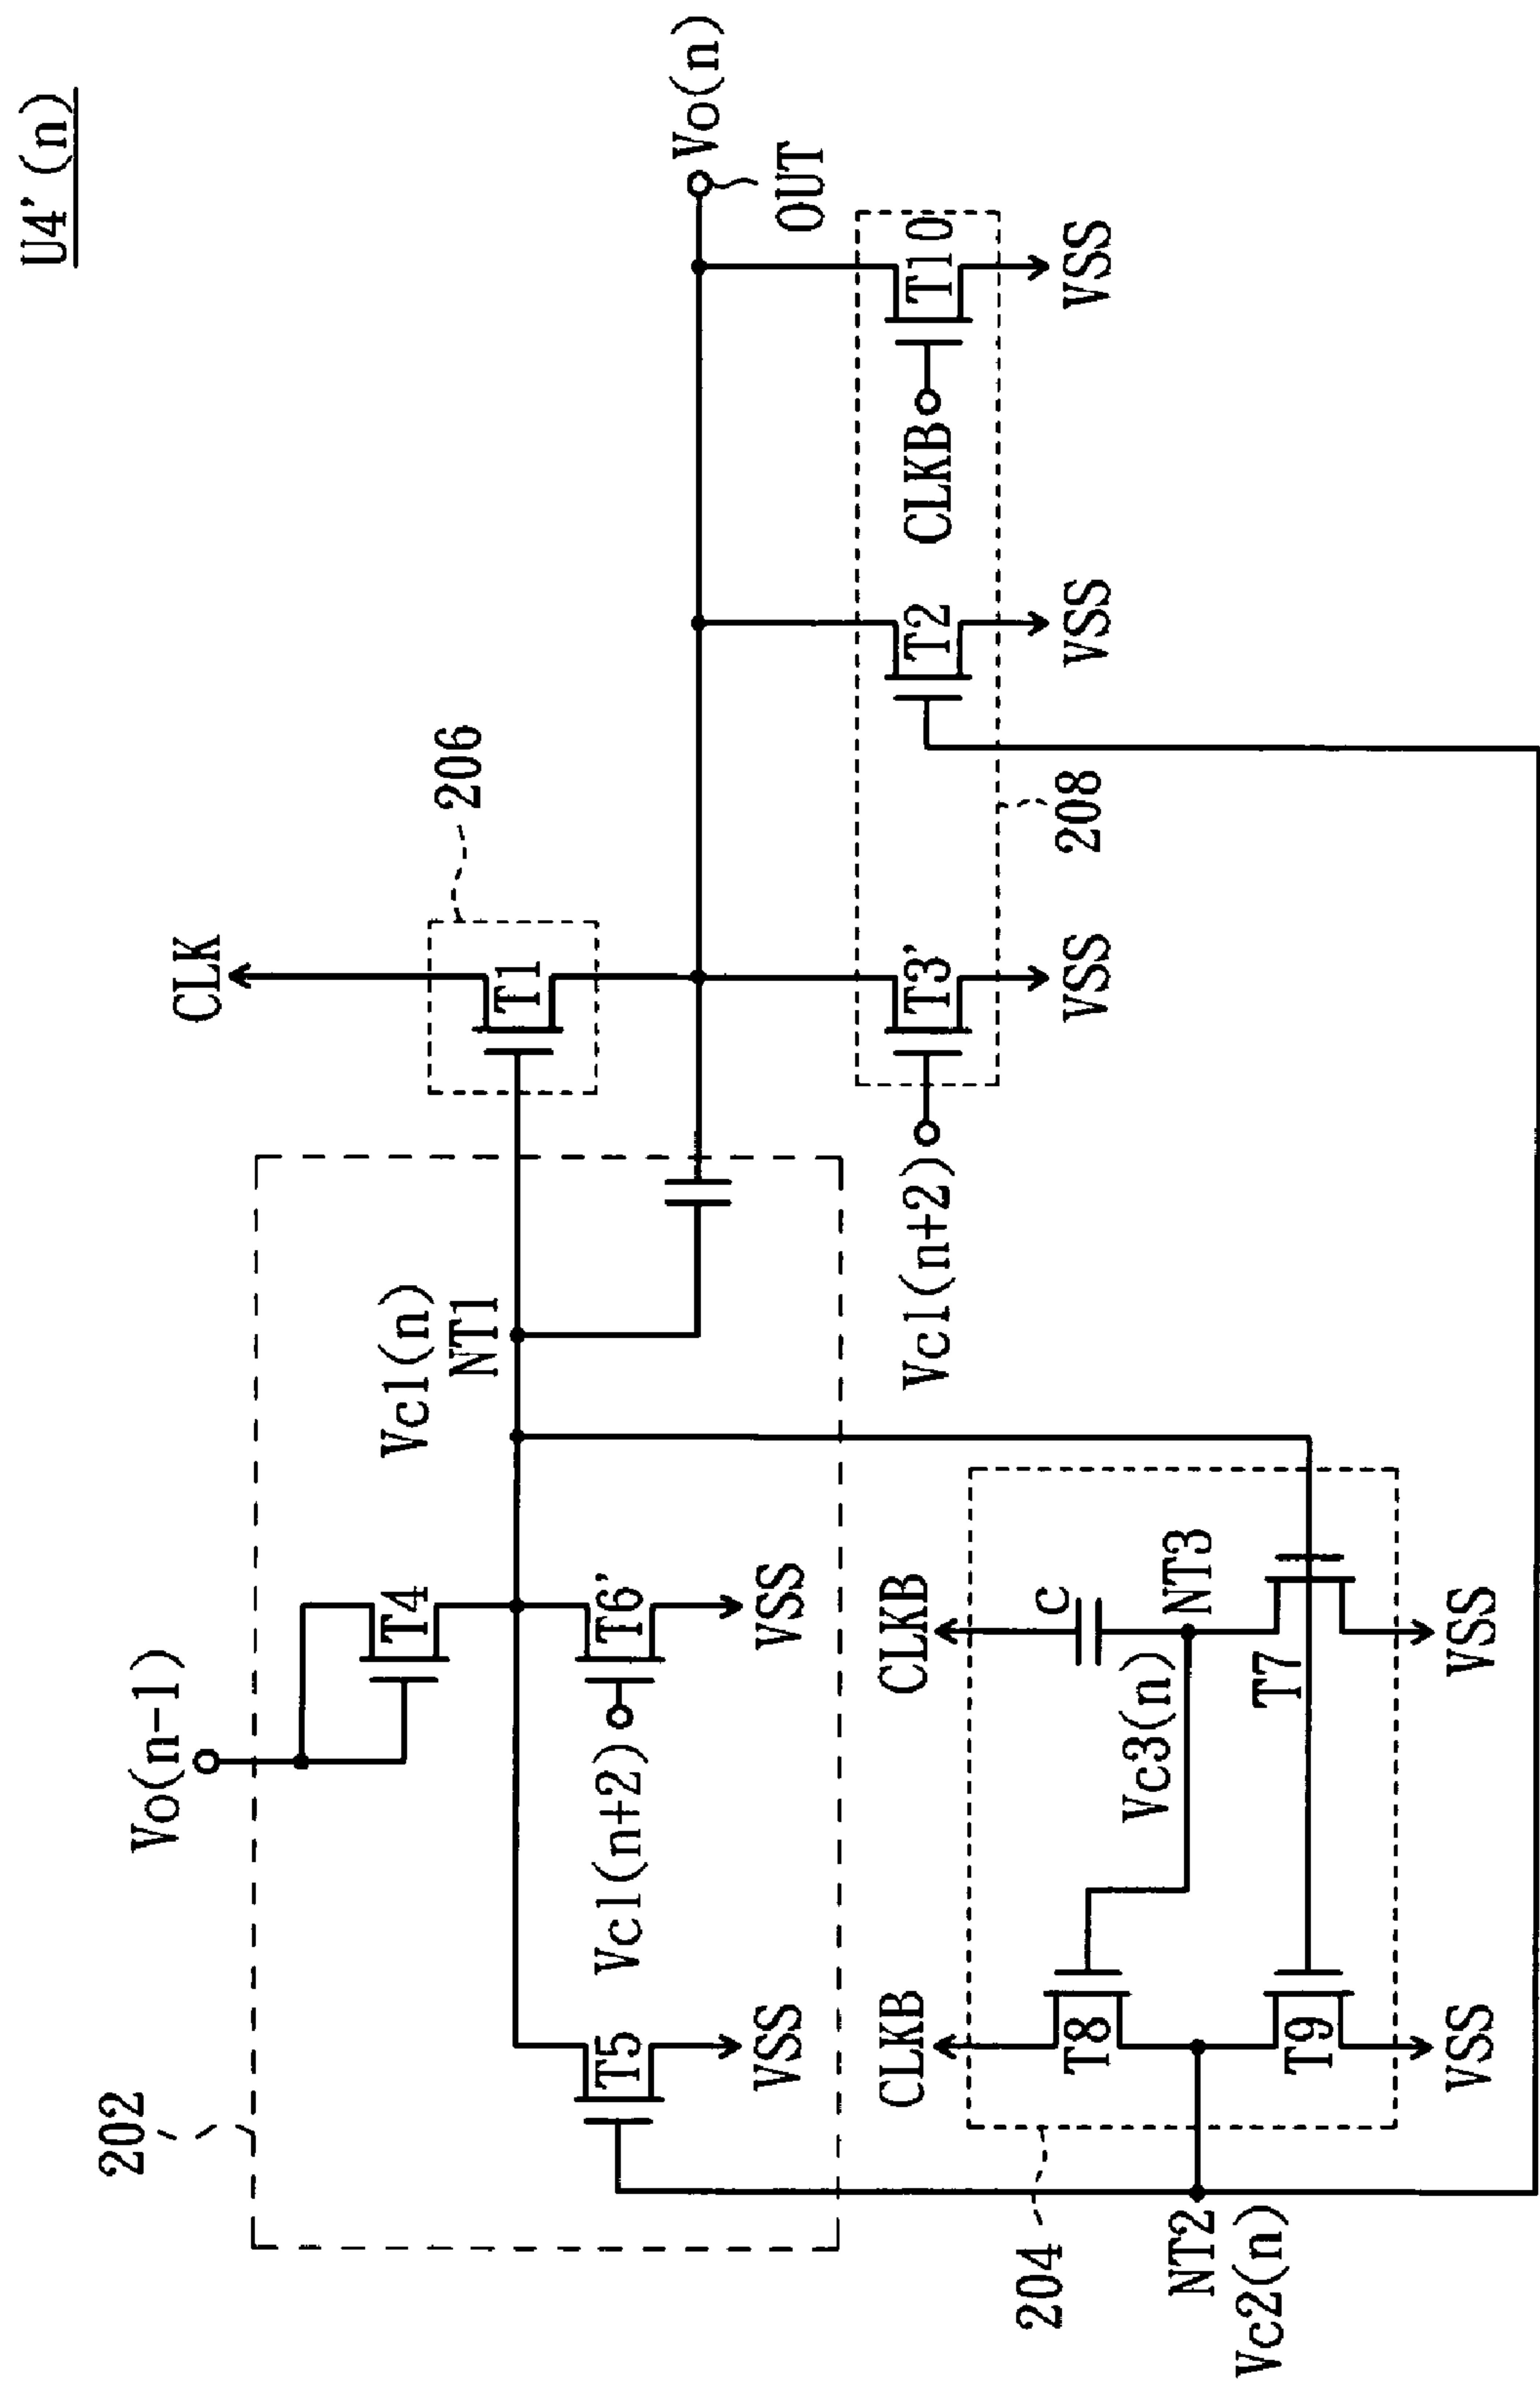 U4'(n)
CLK
206
Vo(n-1)
202
T4
Vc1(n)
NT1
T1
Vo(n)
OUT
T5
T6'
Vc1(n+2)
VSS
VSS
CLKB
CLKB
C
T8
Vc3(n)
NT3
T7
T9
VSS
VSS
204
NT2
Vc2(n)
Vc1(n+2)
T3'
T2
CLKB
T10
VSS
VSS
VSS
208